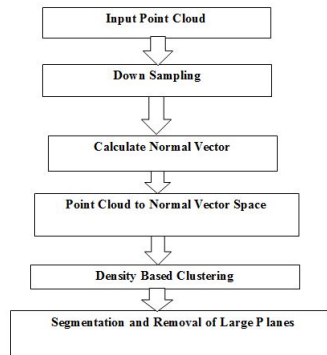 Input Point Cloud
Down Sampling
Calculate Normal Vector
Point Cloud to Normal Vector Space
Density Based Clustering
Segmentation and Removal of Large Planes